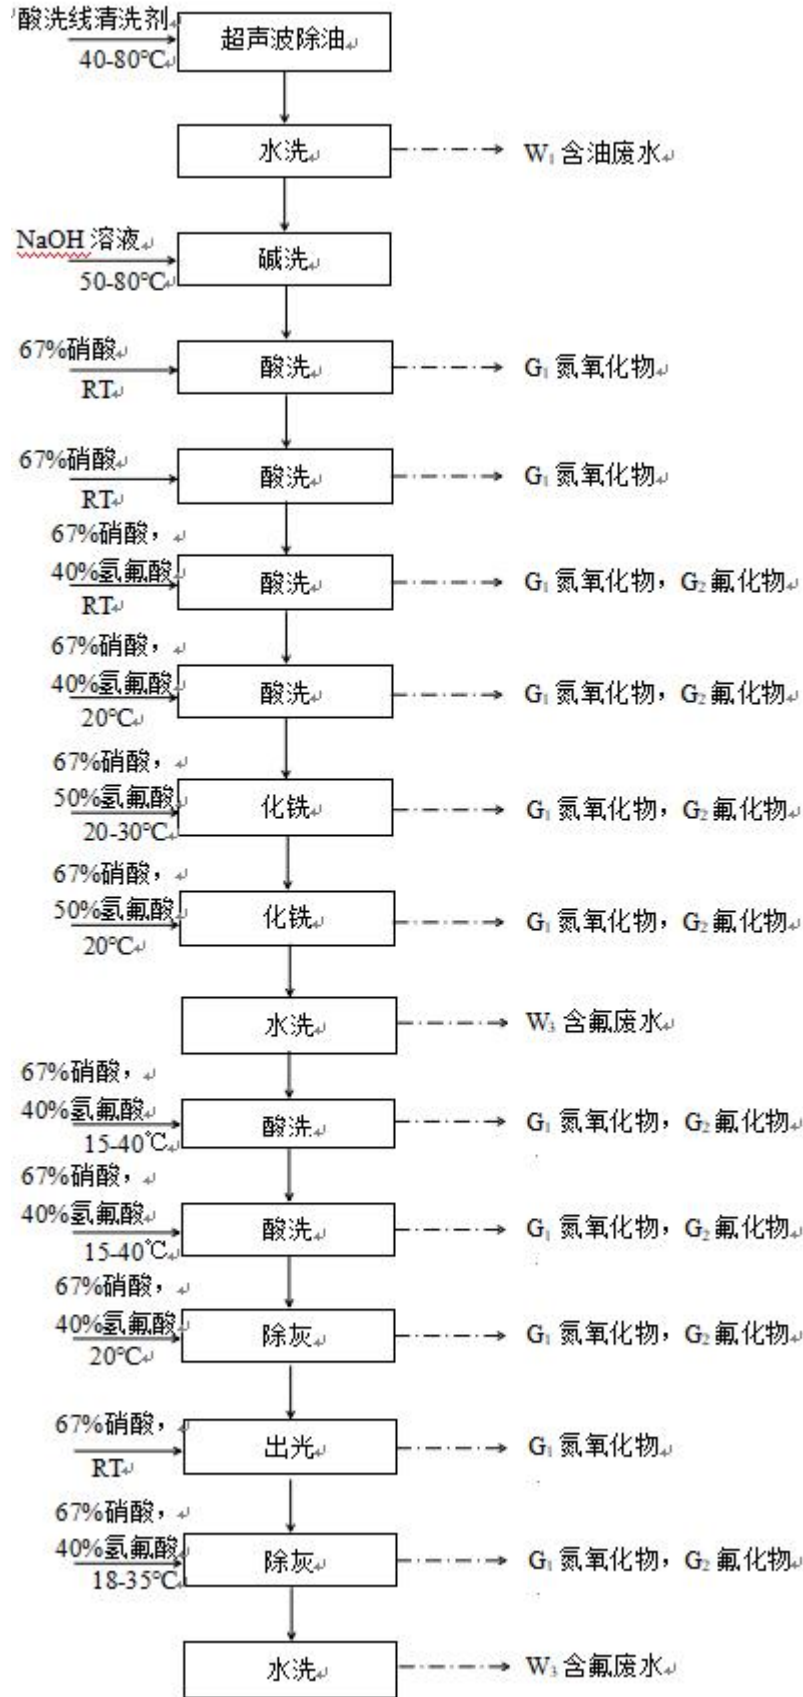 酸洗线清洗剂
超声波除油
40-80℃
水洗
W₁ 含油废水
NaOH 溶液
碱洗
50-80℃
67%硝酸
酸洗
G₁ 氮氧化物
RT
67%硝酸
酸洗
G₁ 氮氧化物
RT
67%硝酸，
40%氢氟酸
酸洗
G₁ 氮氧化物，G₂ 氟化物
RT
67%硝酸，
40%氢氟酸
酸洗
G₁ 氮氧化物，G₂ 氟化物
20℃
67%硝酸，
50%氢氟酸
化铣
G₁ 氮氧化物，G₂ 氟化物
20-30℃
67%硝酸，
50%氢氟酸
化铣
G₁ 氮氧化物，G₂ 氟化物
20℃
水洗
W₃ 含氟废水
67%硝酸，
40%氢氟酸
酸洗
G₁ 氮氧化物，G₂ 氟化物
15-40℃
67%硝酸，
40%氢氟酸
酸洗
G₁ 氮氧化物，G₂ 氟化物
15-40℃
67%硝酸，
40%氢氟酸
除灰
G₁ 氮氧化物，G₂ 氟化物
20℃
67%硝酸，
出光
G₁ 氮氧化物
RT
67%硝酸，
40%氢氟酸
除灰
G₁ 氮氧化物，G₂ 氟化物
18-35℃
水洗
W₃ 含氟废水